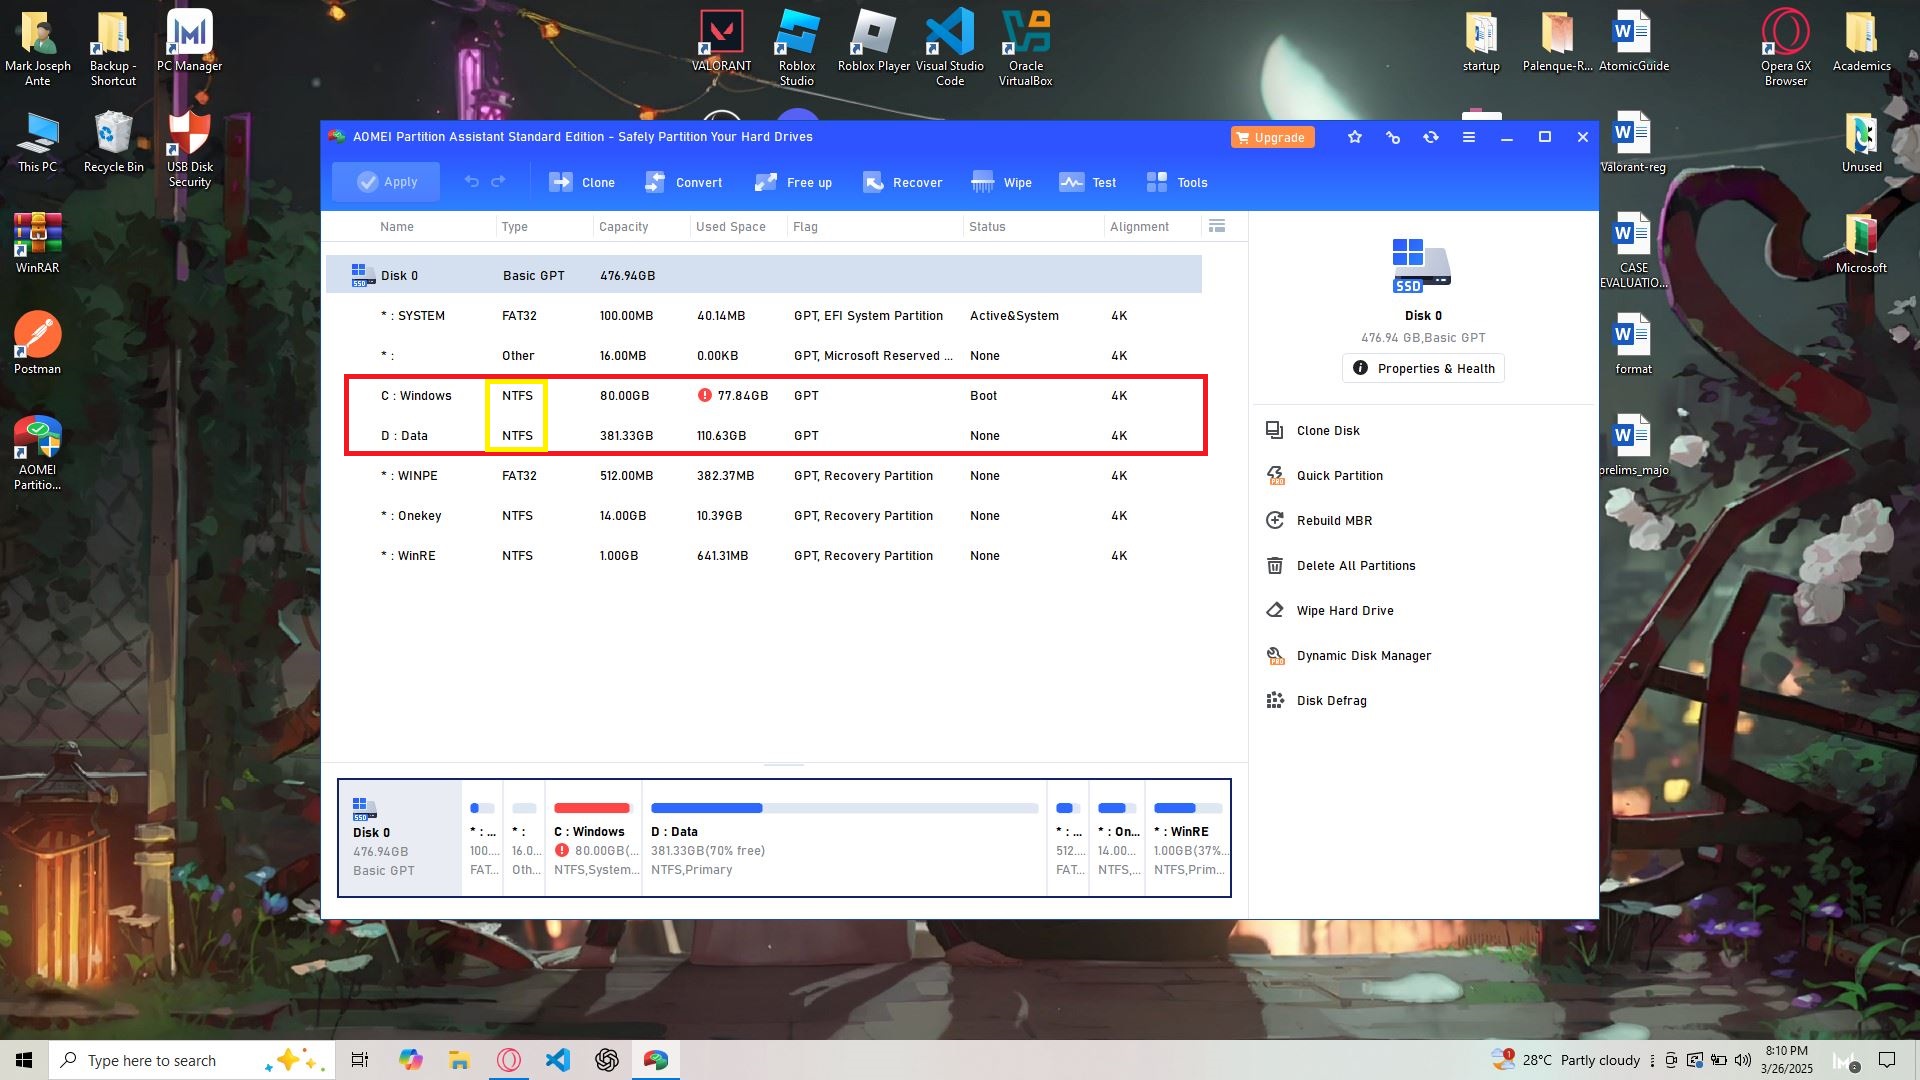 Mark Joseph
Ante
Backup -
Shortcut
PC Manager
VALORANT
Roblox
Studio
Roblox Player
Visual Studio
Code
Oracle
VirtualBox
startup
Palenque-R...
AtomicGuide
Opera GX
Browser
Academics
This PC
Recycle Bin
USB Disk
Security
Valorant-reg
Unused
WinRAR
CASE
EVALUATIO...
Microsoft
Postman
format
AOMEI
Partitio...
prelims_majo
AOMEI Partition Assistant Standard Edition - Safely Partition Your Hard Drives
Upgrade
Apply
Clone
Convert
Free up
Recover
Wipe
Test
Tools
Name Type Capacity Used Space Flag Status Alignment
Disk 0 Basic GPT 476.94GB
* : SYSTEM FAT32 100.00MB 40.14MB GPT, EFI System Partition Active&System 4K
* : Other 16.00MB 0.00KB GPT, Microsoft Reserved ... None 4K
C : Windows NTFS 80.00GB 77.84GB GPT Boot 4K
D : Data NTFS 381.33GB 110.63GB GPT None 4K
* : WINPE FAT32 512.00MB 382.37MB GPT, Recovery Partition None 4K
* : Onekey NTFS 14.00GB 10.39GB GPT, Recovery Partition None 4K
* : WinRE NTFS 1.00GB 641.31MB GPT, Recovery Partition None 4K
SSD
Disk 0
476.94 GB,Basic GPT
Properties & Health
Clone Disk
Quick Partition
Rebuild MBR
Delete All Partitions
Wipe Hard Drive
Dynamic Disk Manager
Disk Defrag
Disk 0
476.94GB
Basic GPT
* : ...
100....
FAT...
* :
16.0...
Oth...
C : Windows
80.00GB(...
NTFS,System...
D : Data
381.33GB(70% free)
NTFS,Primary
* : ...
512....
FAT...
* : On...
14.00...
NTFS,...
* : WinRE
1.00GB(37%...
NTFS,Prim...
Type here to search
28°C Partly cloudy
8:10 PM
3/26/2025